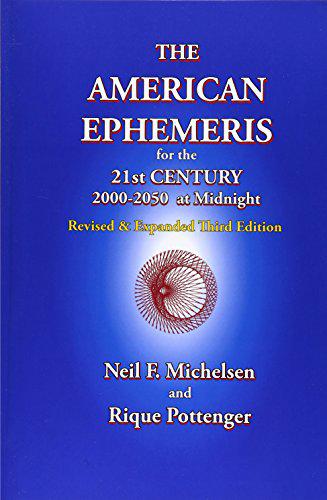 THE
AMERICAN
EPHEMERIS
for the
21st CENTURY
2000-2050 at Midnight
Revised & Expanded Third Edition
Neil F. Michelsen
and
Rique Pottenger